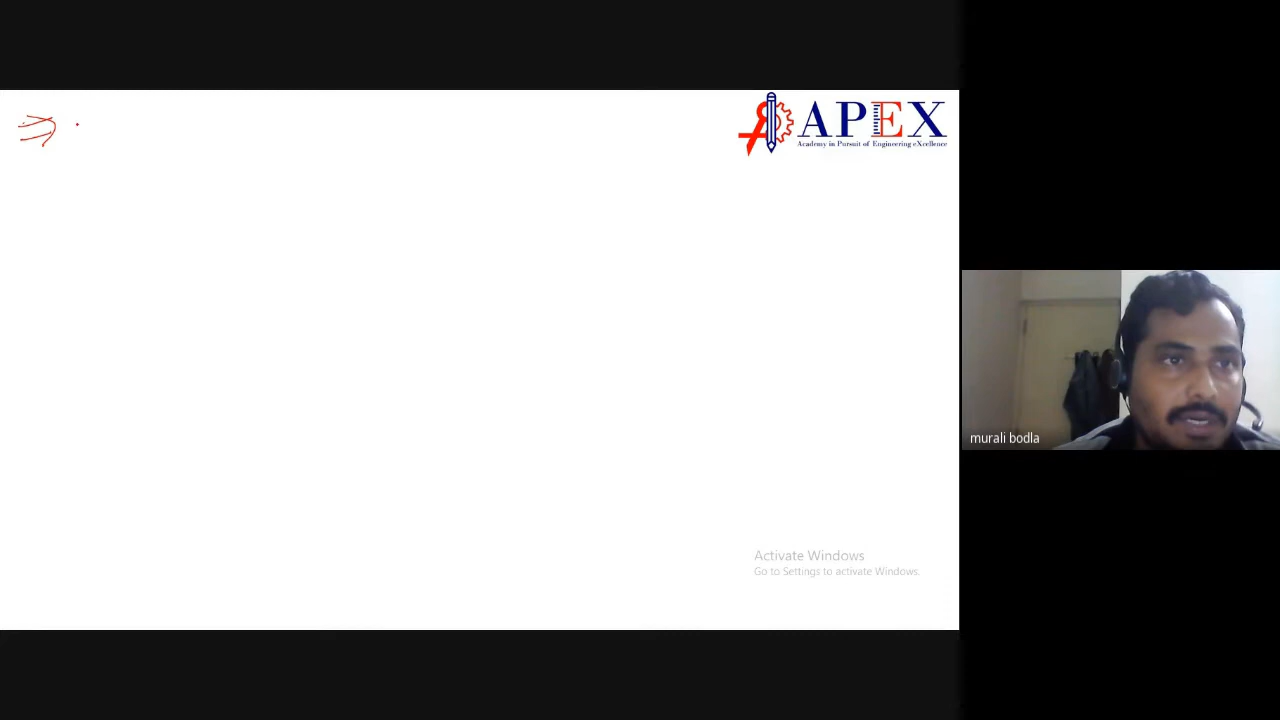 APEX
Academy in Pursuit of Engineering eXcellence
murali bodla
Activate Windows
Go to Settings to activate Windows.